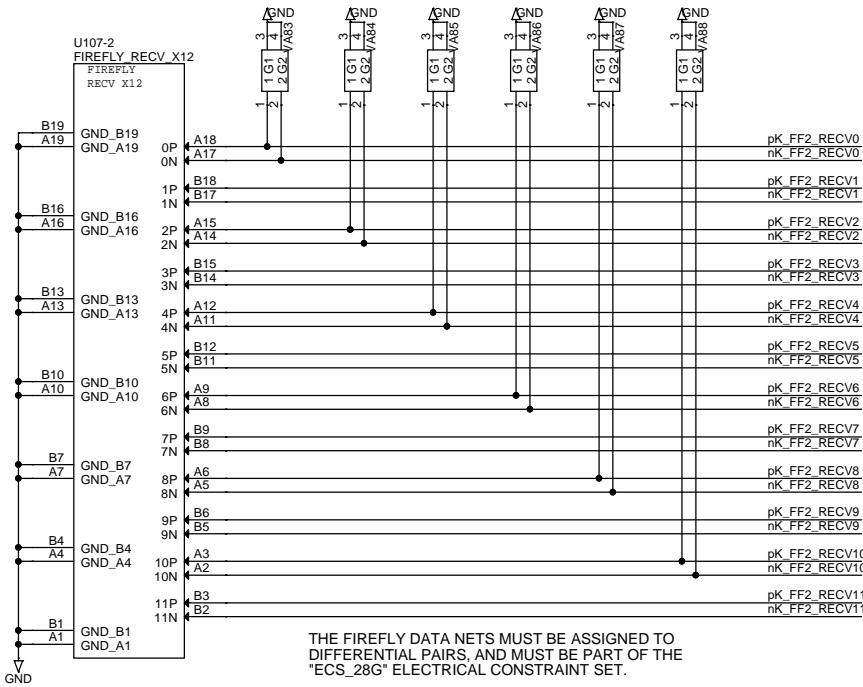 GND GND GND GND GND GND
3 4 VA83 3 4 VA84 3 4 VA85 3 4 VA86 3 4 VA87 3 4 VA88
1 G1 2 G2 1 G1 2 G2 1 G1 2 G2 1 G1 2 G2 1 G1 2 G2 1 G1 2 G2
1 2 1 2 1 2 1 2 1 2 1 2
U107-2
FIREFLY_RECV_X12
FIREFLY
RECV X12
B19 GND_B19
A19 GND_A19 0P A18 pK_FF2_RECV0
0N A17 nK_FF2_RECV0
1P B18 pK_FF2_RECV1
1N B17 nK_FF2_RECV1
B16 GND_B16
A16 GND_A16 2P A15 pK_FF2_RECV2
2N A14 nK_FF2_RECV2
3P B15 pK_FF2_RECV3
3N B14 nK_FF2_RECV3
B13 GND_B13
A13 GND_A13 4P A12 pK_FF2_RECV4
4N A11 nK_FF2_RECV4
5P B12 pK_FF2_RECV5
5N B11 nK_FF2_RECV5
B10 GND_B10
A10 GND_A10 6P A9 pK_FF2_RECV6
6N A8 nK_FF2_RECV6
7P B9 pK_FF2_RECV7
7N B8 nK_FF2_RECV7
B7 GND_B7
A7 GND_A7 8P A6 pK_FF2_RECV8
8N A5 nK_FF2_RECV8
9P B6 pK_FF2_RECV9
9N B5 nK_FF2_RECV9
B4 GND_B4
A4 GND_A4 10P A3 pK_FF2_RECV10
10N A2 nK_FF2_RECV10
11P B3 pK_FF2_RECV11
11N B2 nK_FF2_RECV11
B1 GND_B1
A1 GND_A1
GND
THE FIREFLY DATA NETS MUST BE ASSIGNED TO
DIFFERENTIAL PAIRS, AND MUST BE PART OF THE
"ECS_28G" ELECTRICAL CONSTRAINT SET.